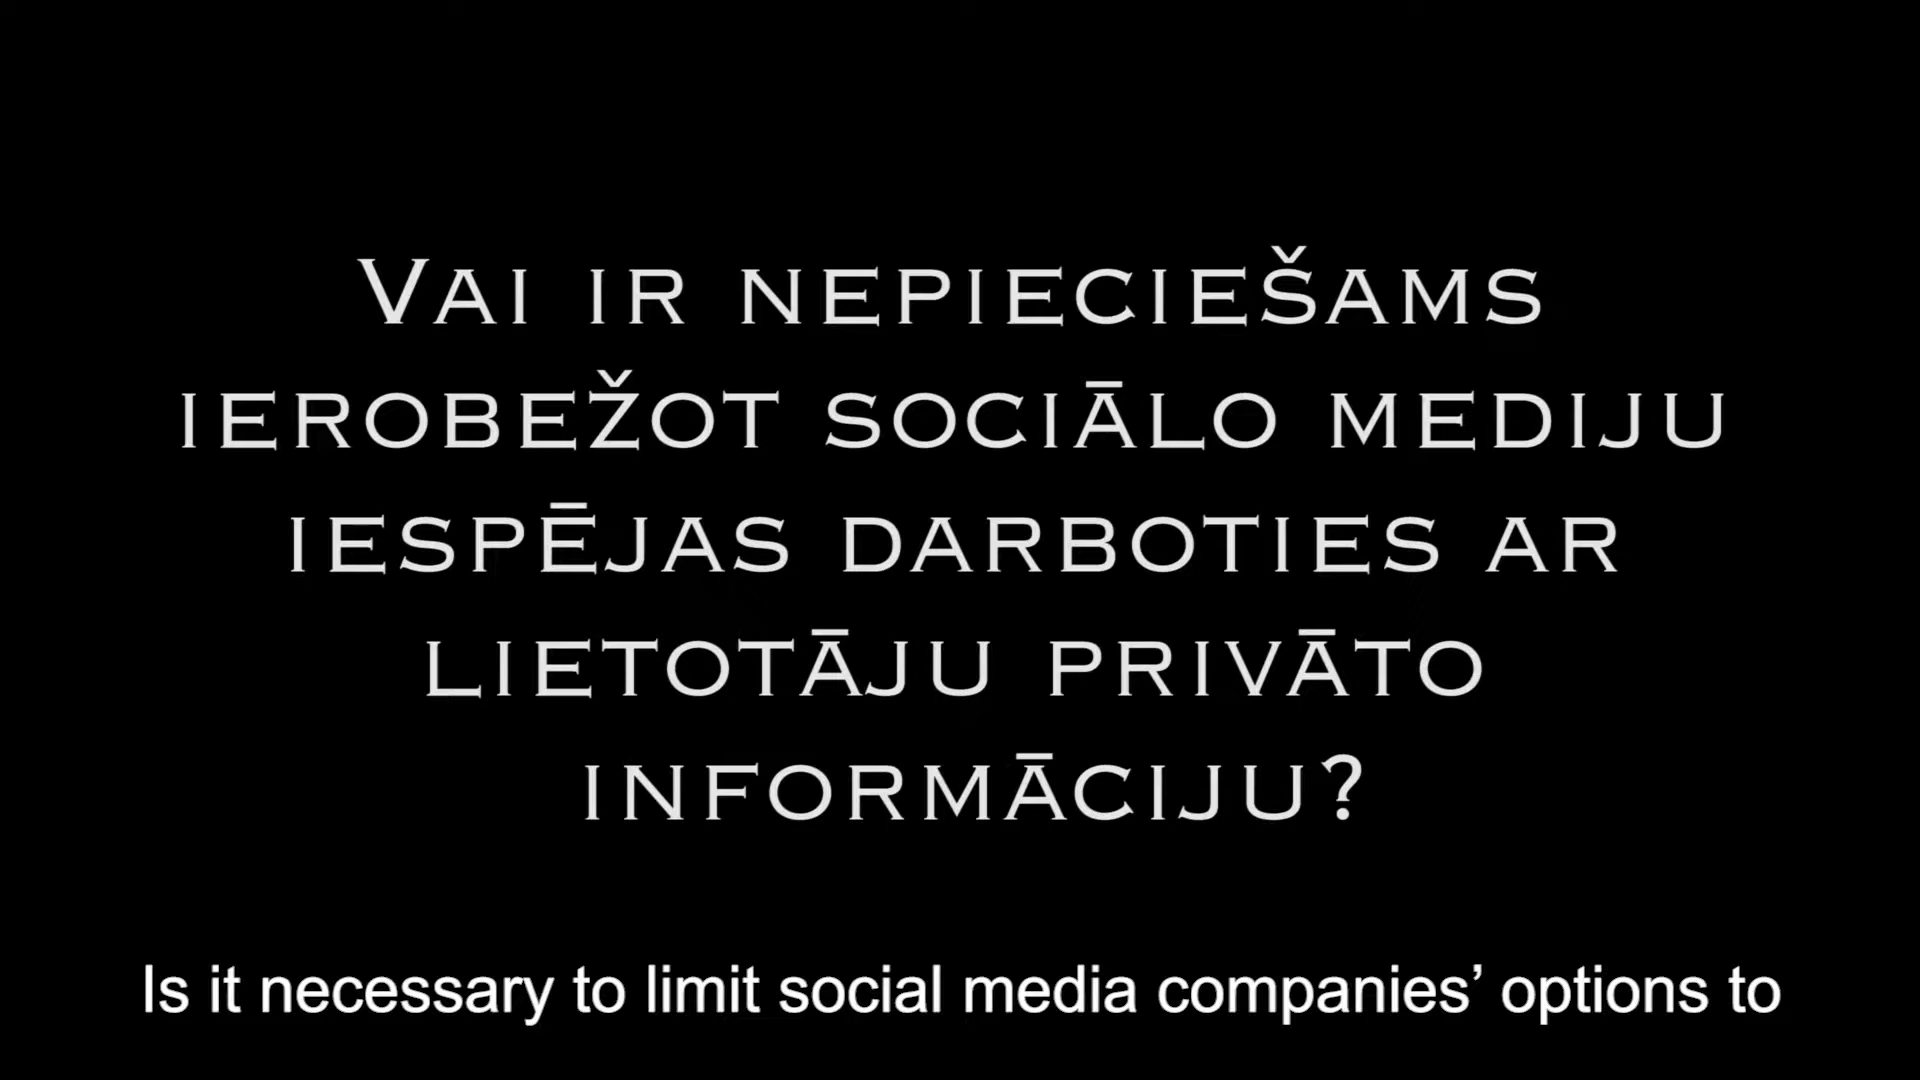 Vai ir nepieciešams
ierobežot sociālo mediju
iespējas darboties ar
lietotāju privāto
informāciju?
Is it necessary to limit social media companies’ options to